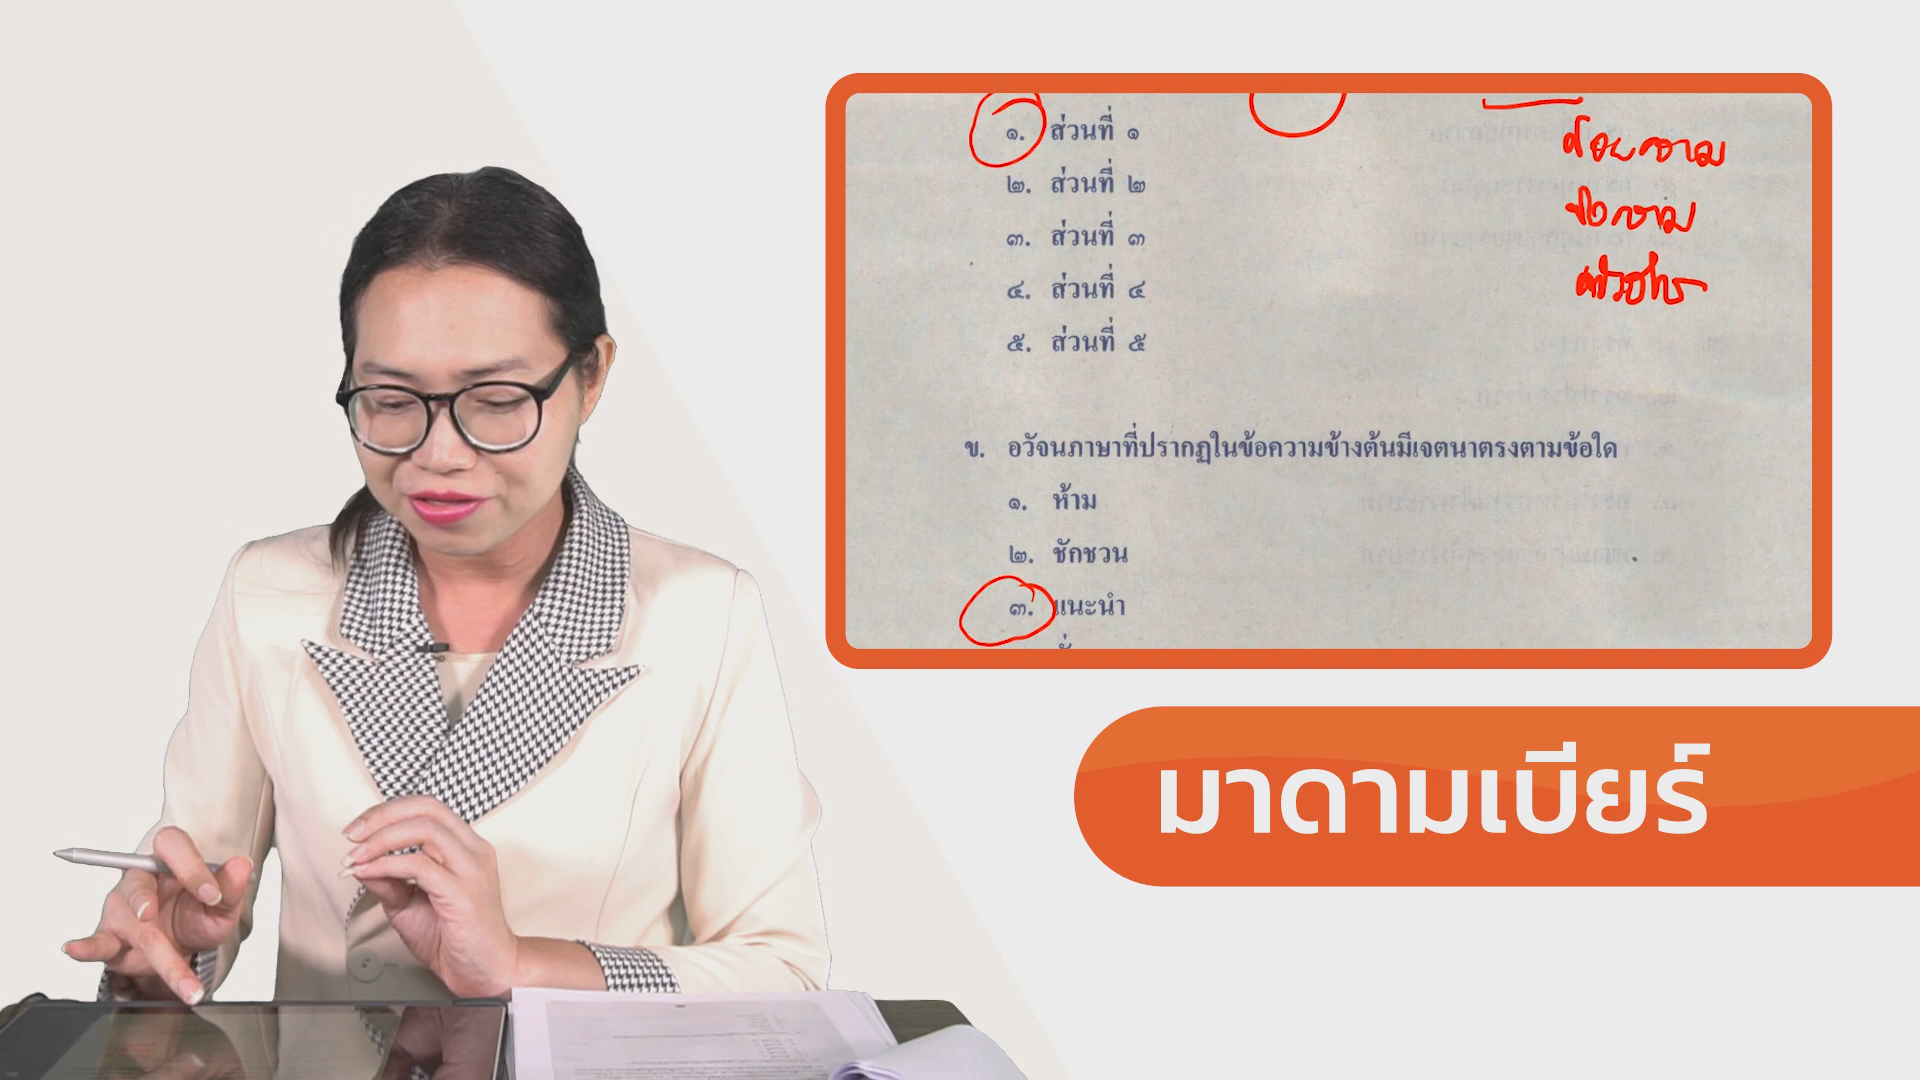 ๑. ส่วนที่ ๑
๒. ส่วนที่ ๒
๓. ส่วนที่ ๓
๔. ส่วนที่ ๔
๕. ส่วนที่ ๕
ข. อวัจนภาษาที่ปรากฏในข้อความข้างต้นมีเจตนาตรงตามข้อใด
๑. ห้าม
๒. ชักชวน
๓. แนะนำ
มาดามเบียร์